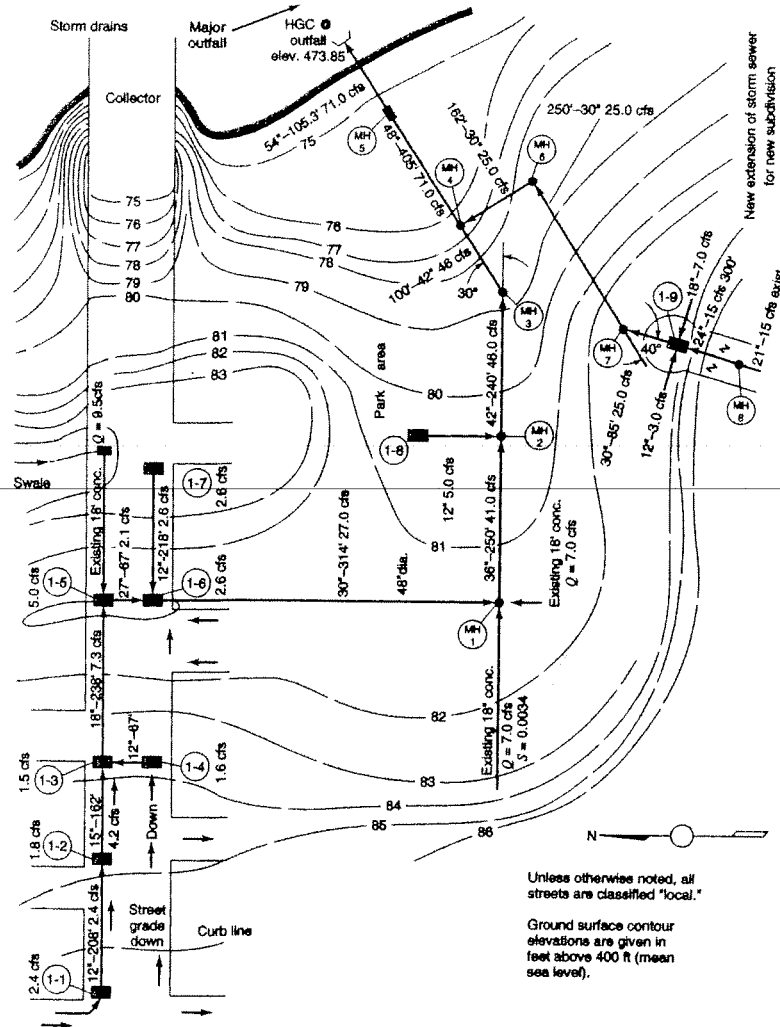 Storm drains
Major
outfall
HGC
outfall
elev. 473.85
Collector
54"–105.3' 71.0 cfs
75
MH
5
48"–405' 71.0 cfs
MH
4
162'–30" 25.0 cfs
250'–30" 25.0 cfs
MH
6
New extension of storm sewer
for new subdivision
75
76
77
78
79
80
76
77
78
79
100'–42" 46 cfs
30°
MH
3
1-9
18"–7.0 cfs
24"–15 cfs 300'
21"–15 cfs exist
40°
MH
7
MH
8
30"–85' 25.0 cfs
12"–3.0 cfs
81
82
83
Park area
80
42"–240' 46.0 cfs
1-8
MH
2
Q = 9.5cfs
Swale
Existing 18' conc.
1-7
2.6 cfs
12"-218' 2.6 cfs
27"–67' 2.1 cfs
12" 5.0 cfs
81
36"–250' 41.0 cfs
30"–314' 27.0 cfs
48"dia.
Existing 18' conc.
Q = 7.0 cfs
5.0 cfs
1-5
1-6
2.6 cfs
MH
1
18"–238' 7.3 cfs
82
Existing 18" conc.
Q = 7.0 cfs
S = 0.0034
12"–67'
1.5 cfs
1-3
1-4
1.6 cfs
83
84
85
86
15"–162'
4.2 cfs
Down
1.8 cfs
1-2
N
Unless otherwise noted, all
streets are classified "local."
Ground surface contour
elevations are given in
feet above 400 ft (mean
sea level).
12"–208' 2.4 cfs
Street
grade
down
Curb line
2.4 cfs
1-1